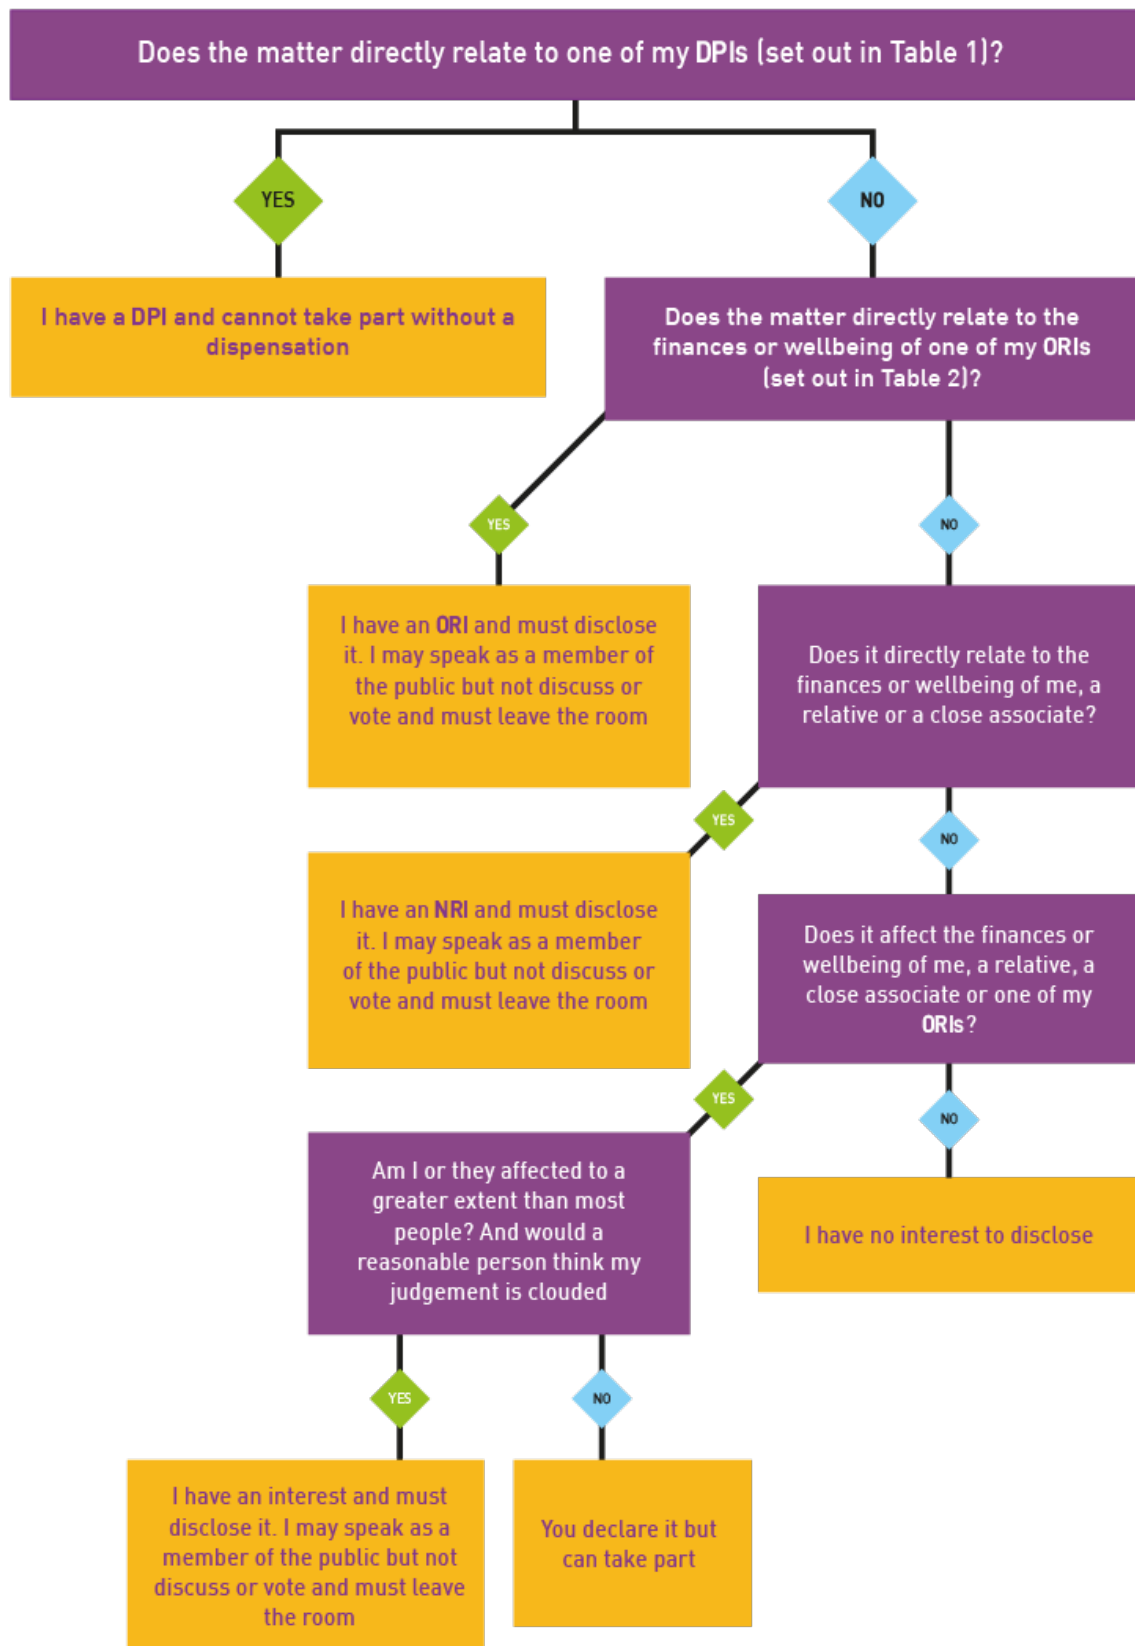 Does the matter directly relate to one of my DPIs (set out in Table 1)?
YES
NO
I have a DPI and cannot take part without a
dispensation
Does the matter directly relate to the
finances or wellbeing of one of my ORIs
(set out in Table 2)?
YES
NO
I have an ORI and must disclose
it. I may speak as a member of
the public but not discuss or
vote and must leave the room
Does it directly relate to the
finances or wellbeing of me, a
relative or a close associate?
YES
NO
I have an NRI and must disclose
it. I may speak as a member
of the public but not discuss or
vote and must leave the room
Does it affect the finances or
wellbeing of me, a relative, a
close associate or one of my
ORIs?
YES
NO
Am I or they affected to a
greater extent than most
people? And would a
reasonable person think my
judgement is clouded
I have no interest to disclose
YES
NO
I have an interest and must
disclose it. I may speak as a
member of the public but not
discuss or vote and must leave
the room
You declare it but
can take part